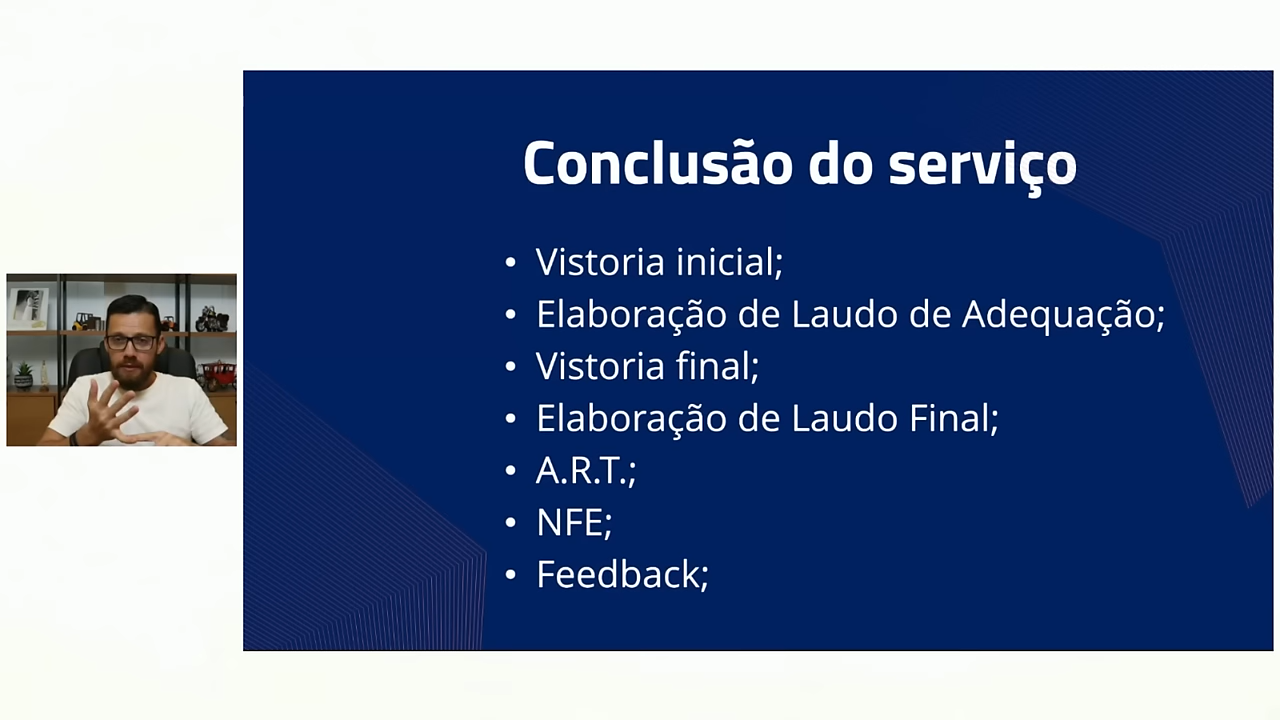 Conclusão do serviço
• Vistoria inicial;
• Elaboração de Laudo de Adequação;
• Vistoria final;
• Elaboração de Laudo Final;
• A.R.T.;
• NFE;
• Feedback;